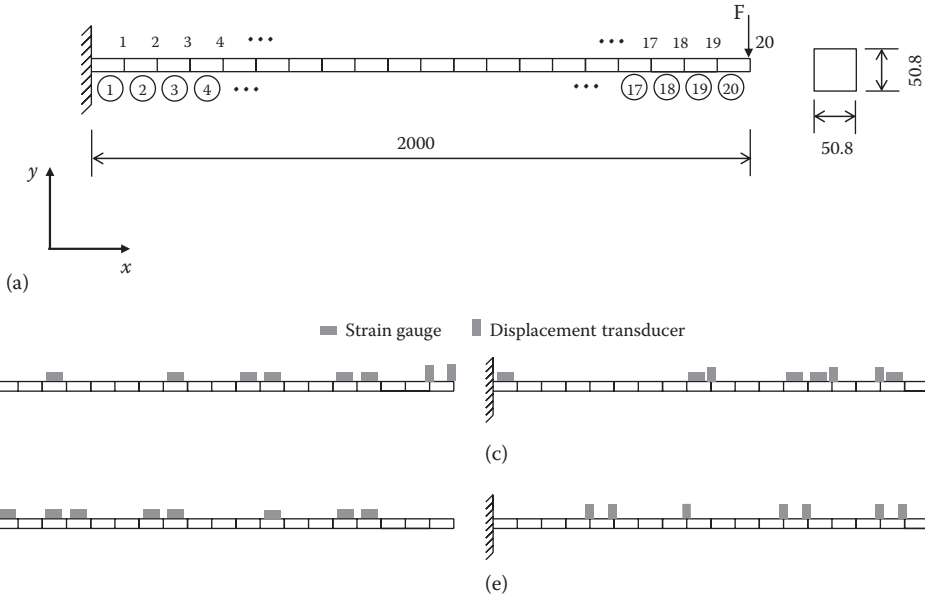 F
1 2 3 4 ••• ••• 17 18 19 20
1 2 3 4 ••• ••• 17 18 19 20
50.8
50.8
2000
y
x
(a)
Strain gauge
Displacement transducer
(c)
(e)